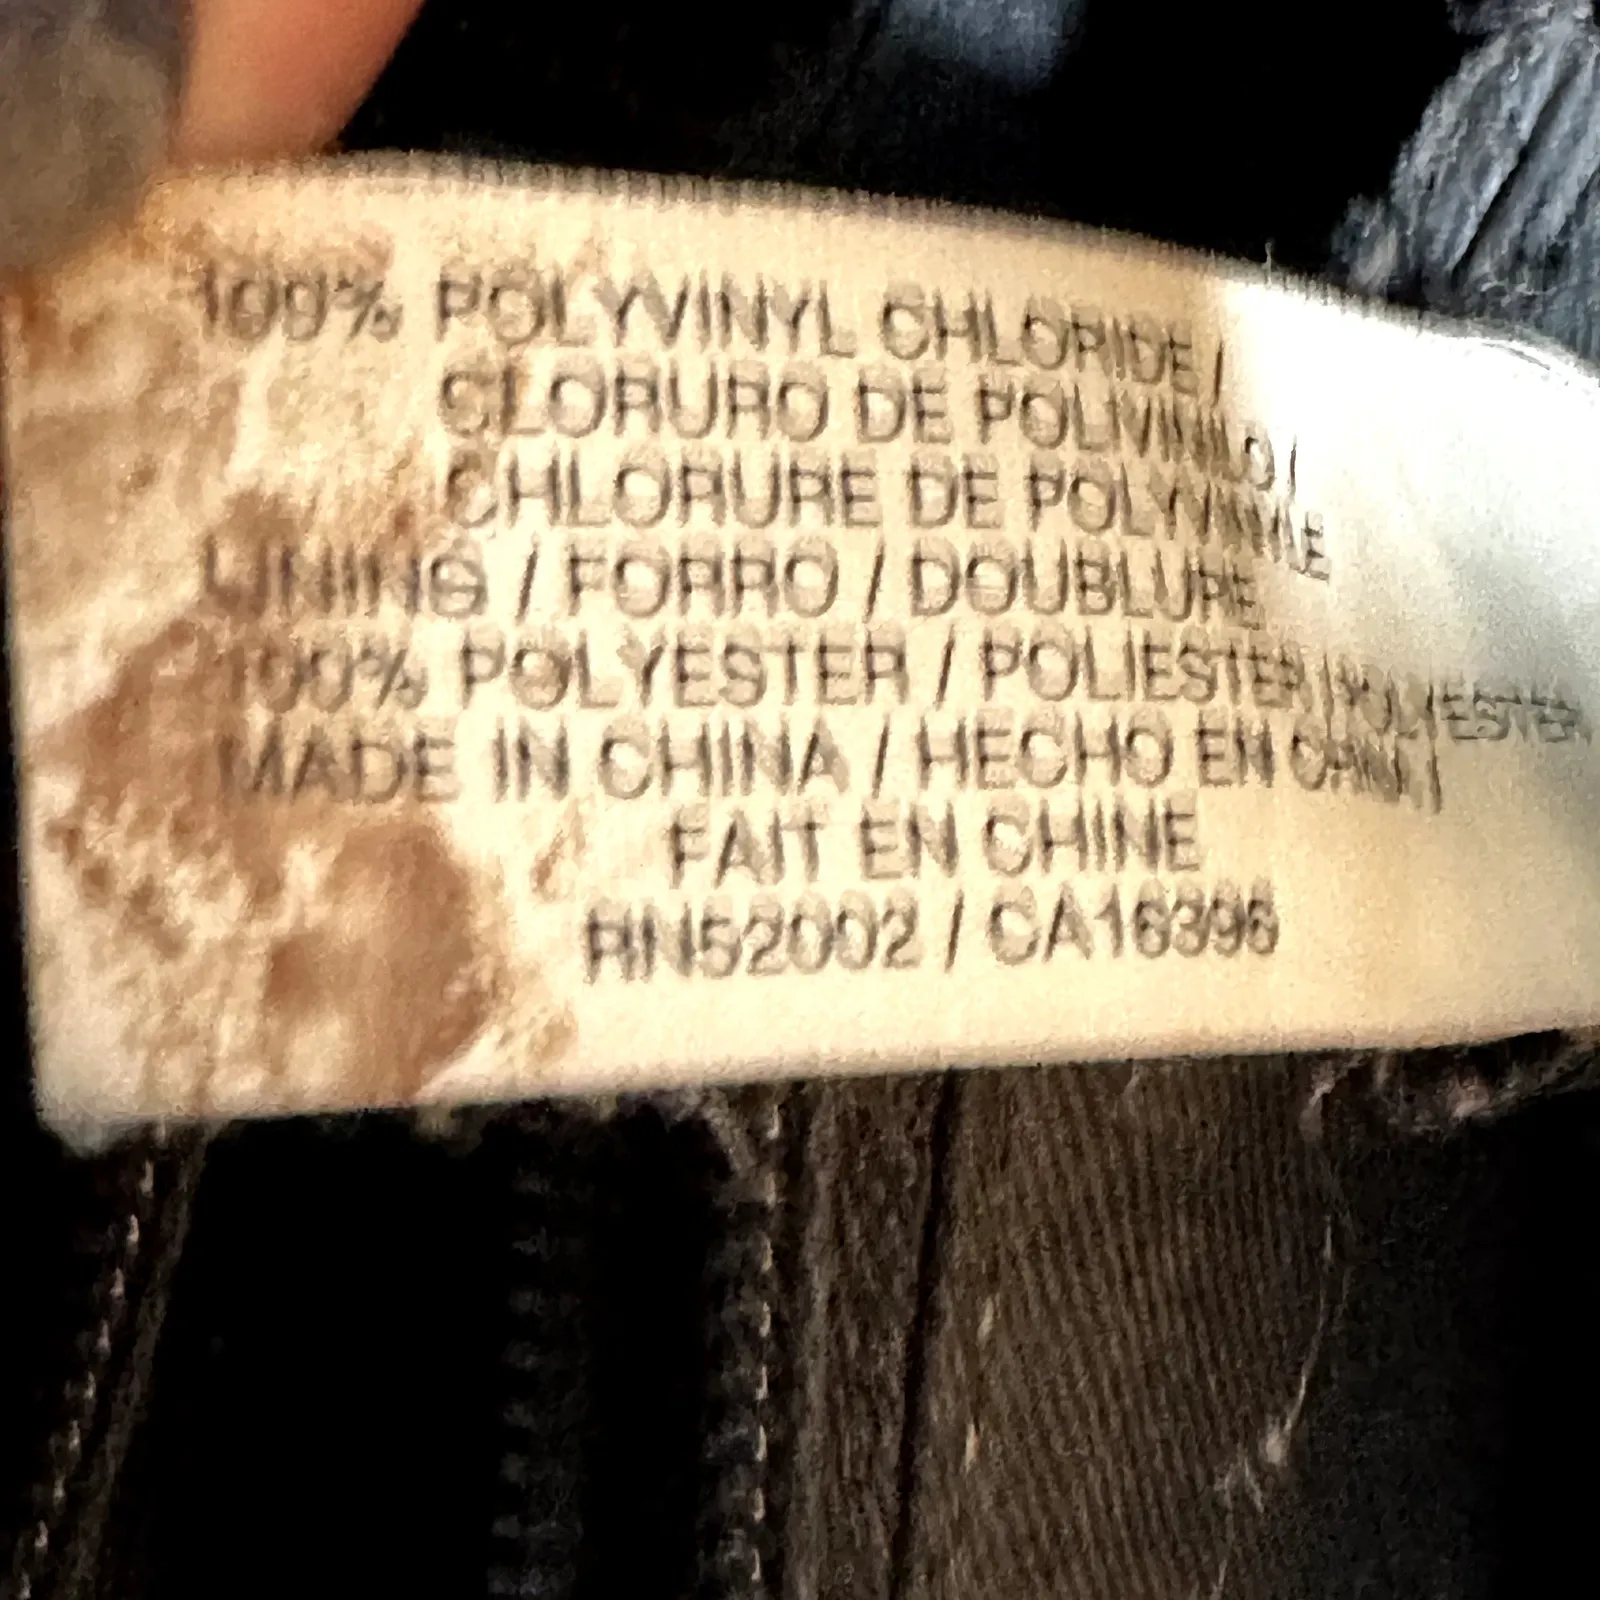 100% POLYVINYL CHLORIDE /
CLORURO DE POLIVINILO /
CHLORURE DE POLYVINYLE
LINING / FORRO / DOUBLURE
100% POLYESTER / POLIESTER / POLYESTER
MADE IN CHINA / HECHO EN CHINA /
FAIT EN CHINE
RN52002 / CA16396